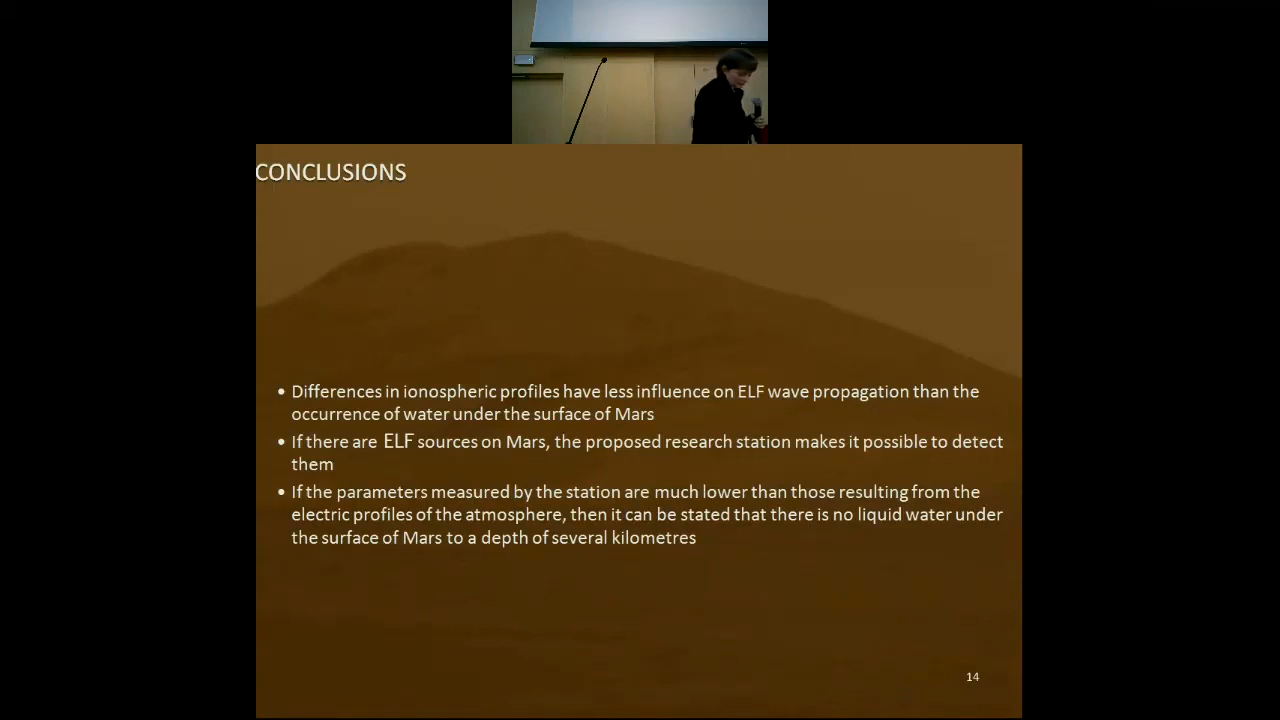 CONCLUSIONS
• Differences in ionospheric profiles have less influence on ELF wave propagation than the
occurrence of water under the surface of Mars
• If there are ELF sources on Mars, the proposed research station makes it possible to detect
them
• If the parameters measured by the station are much lower than those resulting from the
electric profiles of the atmosphere, then it can be stated that there is no liquid water under
the surface of Mars to a depth of several kilometres
14